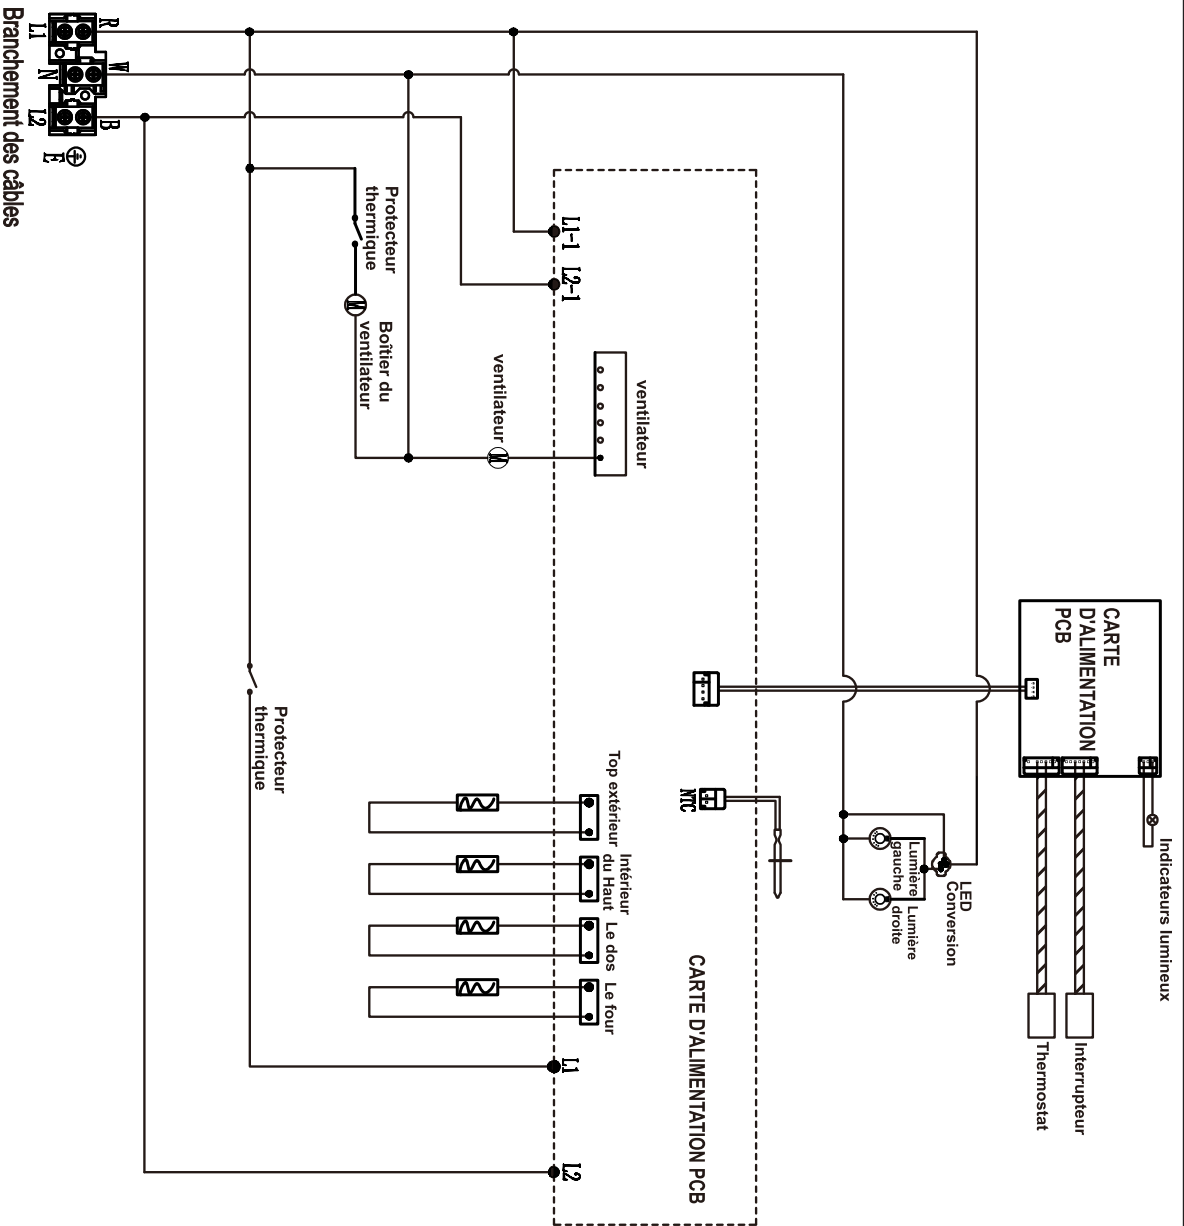 Branchement des câbles
R
L1
W
N
B
L2
E
Protecteur
thermique
M
Boîtier du
ventilateur
L1-1
L2-1
ventilateur
M
ventilateur
Protecteur
thermique
Top extérieur
Intérieur
du Haut
Le dos
Le four
L1
L2
NTC
CARTE D'ALIMENTATION PCB
CARTE
D'ALIMENTATION
PCB
Lumière
gauche
Lumière
droite
LED
Conversion
Indicateurs lumineux
Interrupteur
Thermostat